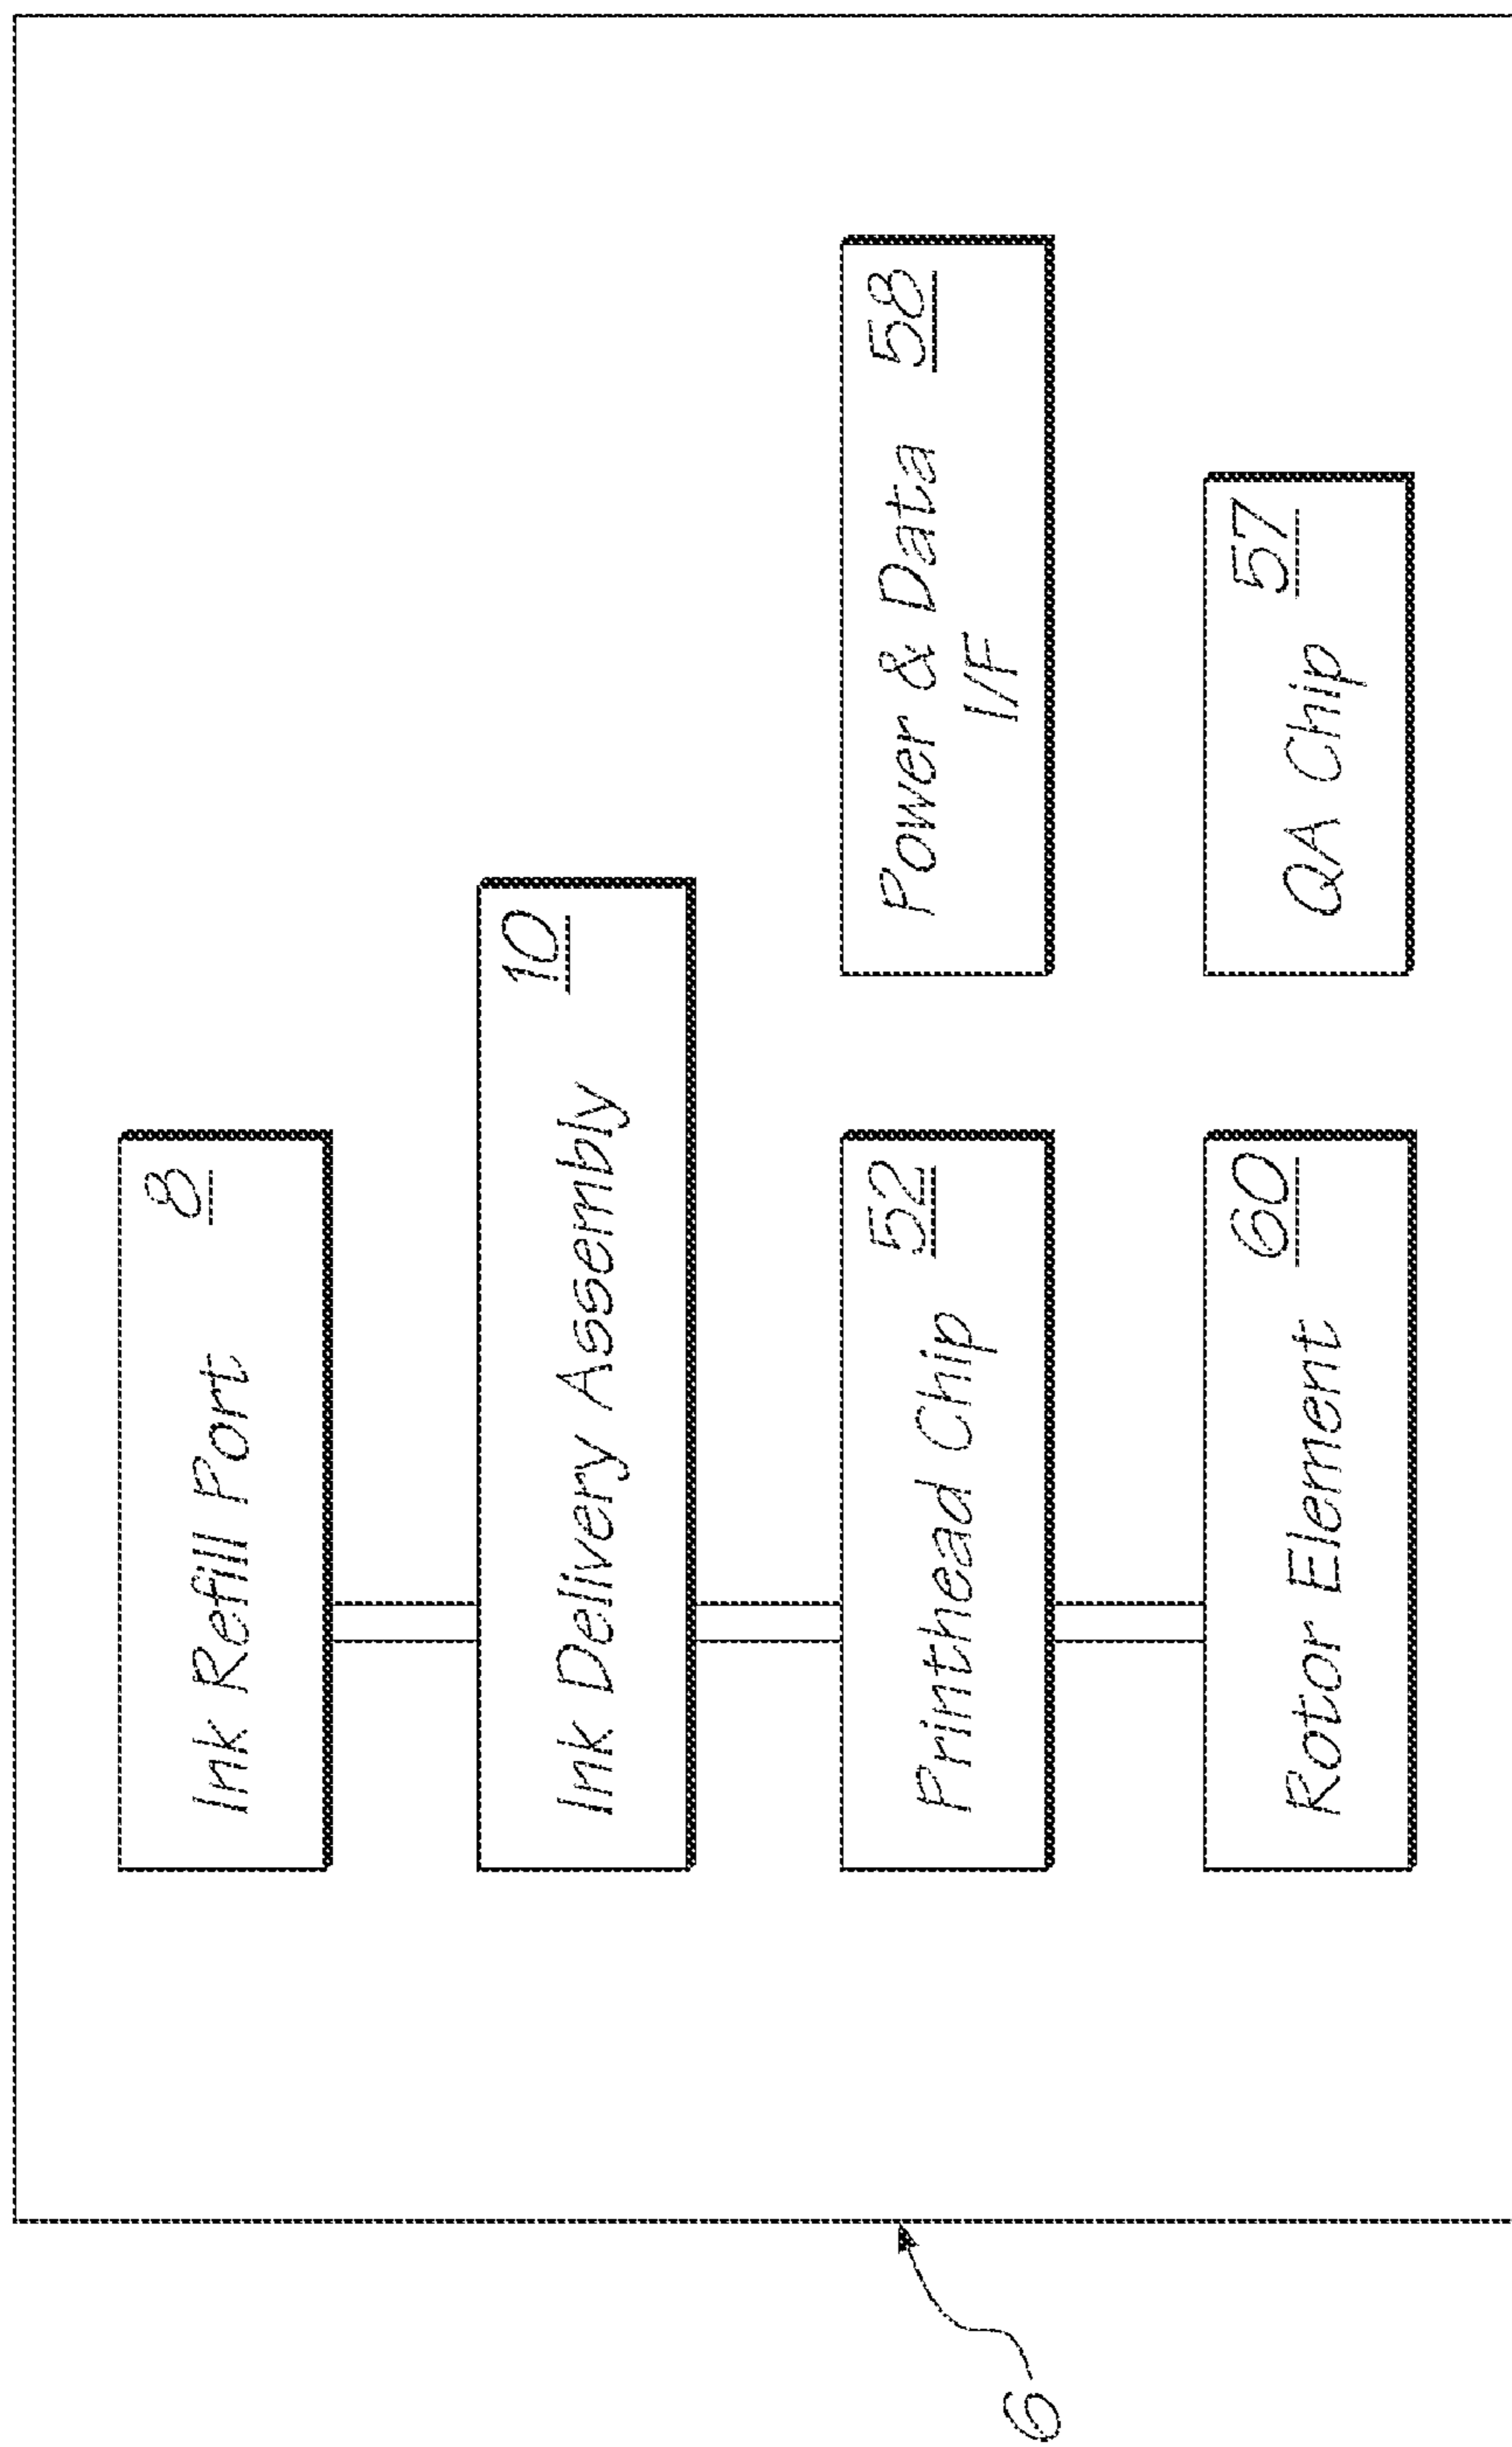 Ink Refill Port 8
Ink Delivery Assembly 10
Printhead Chip 52
Power & Data 58
I/F
Rotor Element 60
QA Chip 57
6